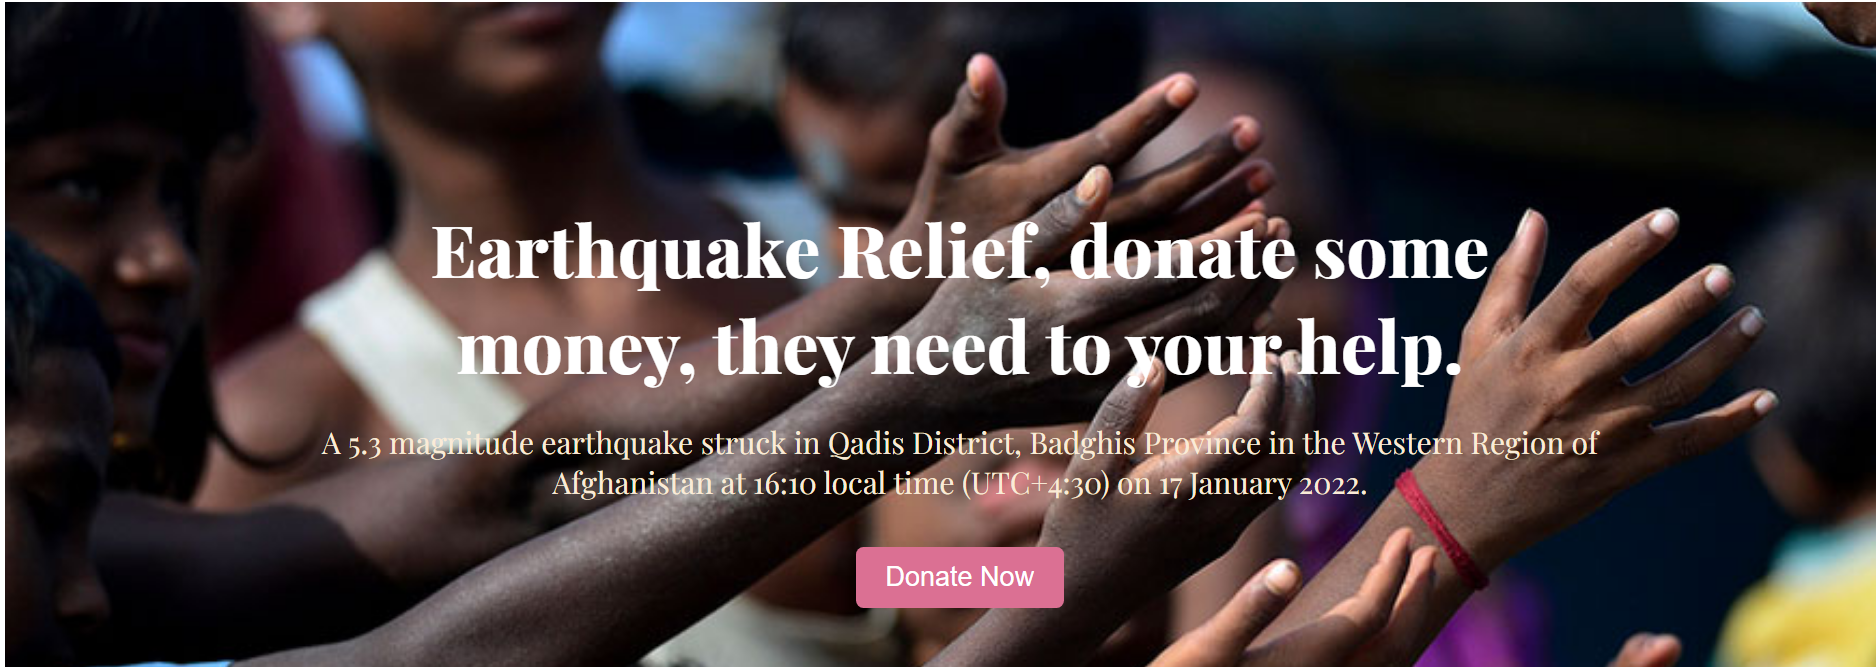 Earthquake Relief, donate some
money, they need to your help.
A 5.3 magnitude earthquake struck in Qadis District, Badghis Province in the Western Region of
Afghanistan at 16:10 local time (UTC+4:30) on 17 January 2022.
Donate Now